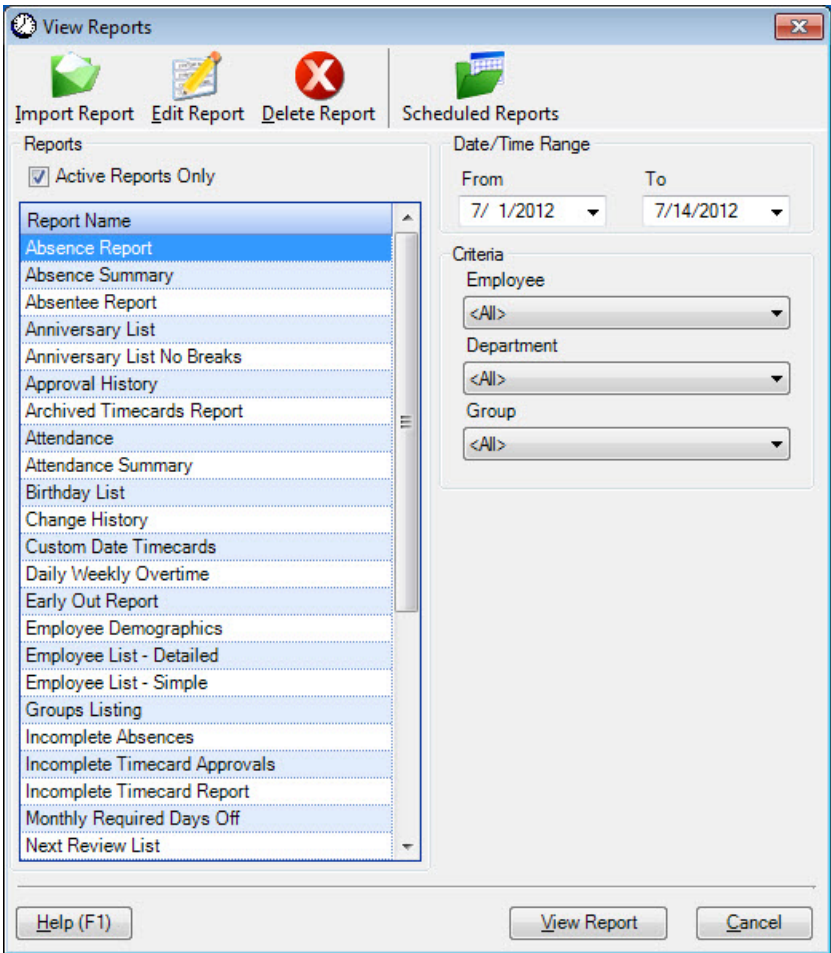 View Reports
Import Report Edit Report Delete Report Scheduled Reports
Reports
Active Reports Only
Report Name
Absence Report
Absence Summary
Absentee Report
Anniversary List
Anniversary List No Breaks
Approval History
Archived Timecards Report
Attendance
Attendance Summary
Birthday List
Change History
Custom Date Timecards
Daily Weekly Overtime
Early Out Report
Employee Demographics
Employee List - Detailed
Employee List - Simple
Groups Listing
Incomplete Absences
Incomplete Timecard Approvals
Incomplete Timecard Report
Monthly Required Days Off
Next Review List
Date/Time Range
From To
7/ 1/2012 7/14/2012
Criteria
Employee
<All>
Department
<All>
Group
<All>
Help (F1) View Report Cancel